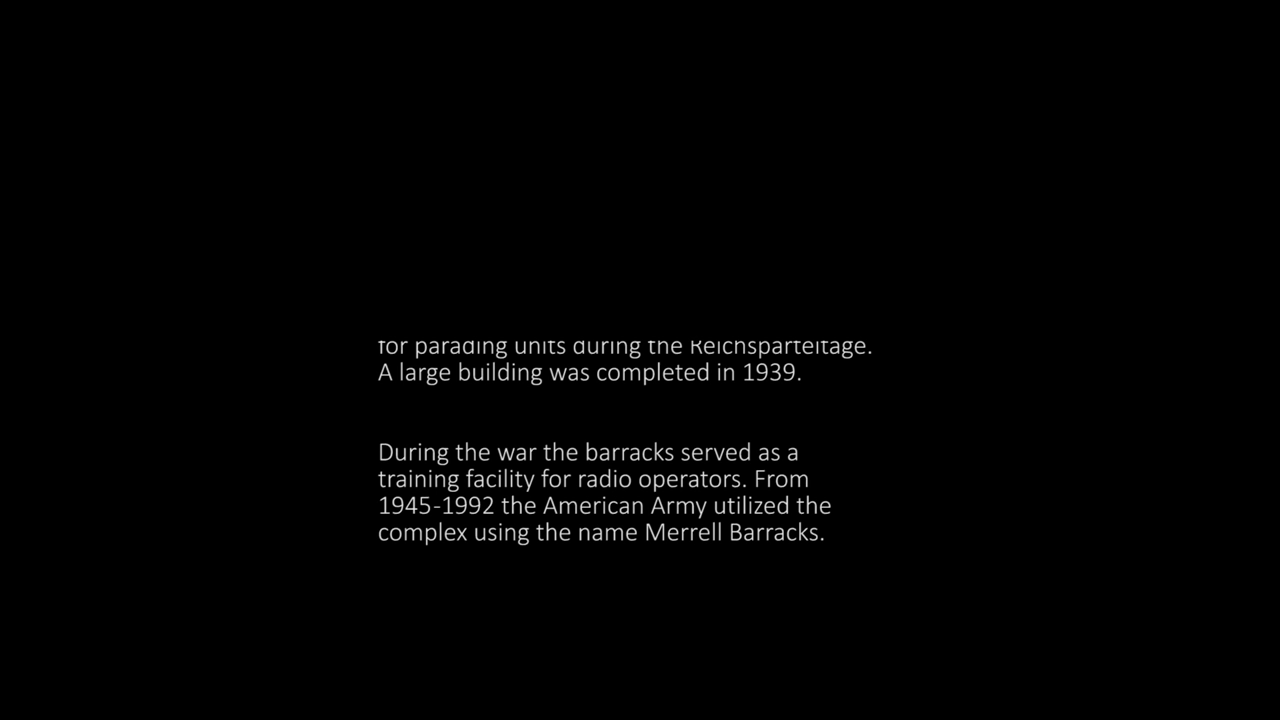 for parading units during the Reichsparteitage.
A large building was completed in 1939.
During the war the barracks served as a
training facility for radio operators. From
1945-1992 the American Army utilized the
complex using the name Merrell Barracks.